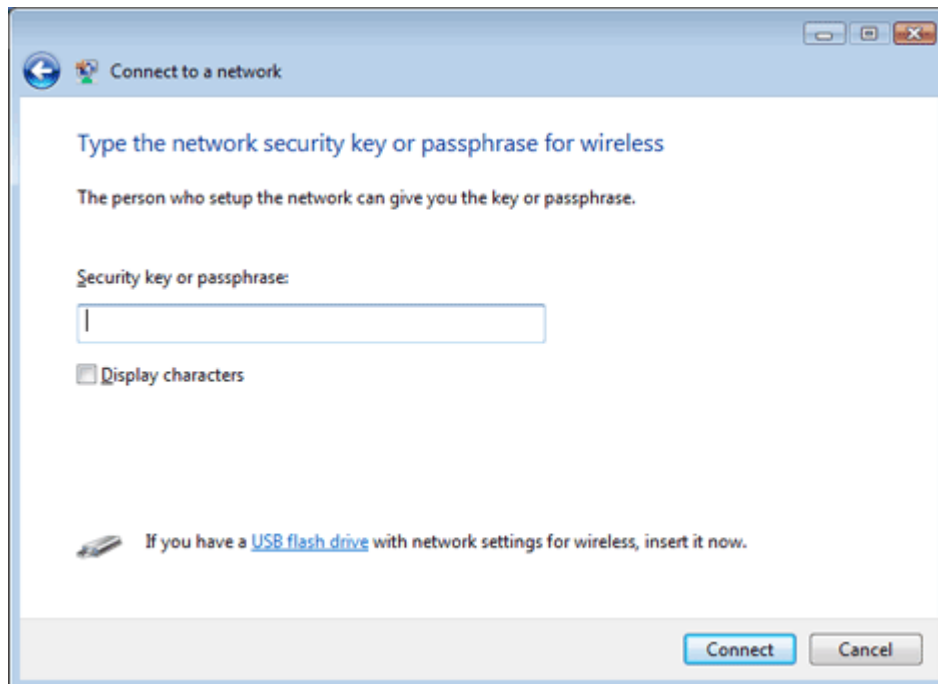 Connect to a network
Type the network security key or passphrase for wireless
The person who setup the network can give you the key or passphrase.
Security key or passphrase:
Display characters
If you have a USB flash drive with network settings for wireless, insert it now.
Connect Cancel